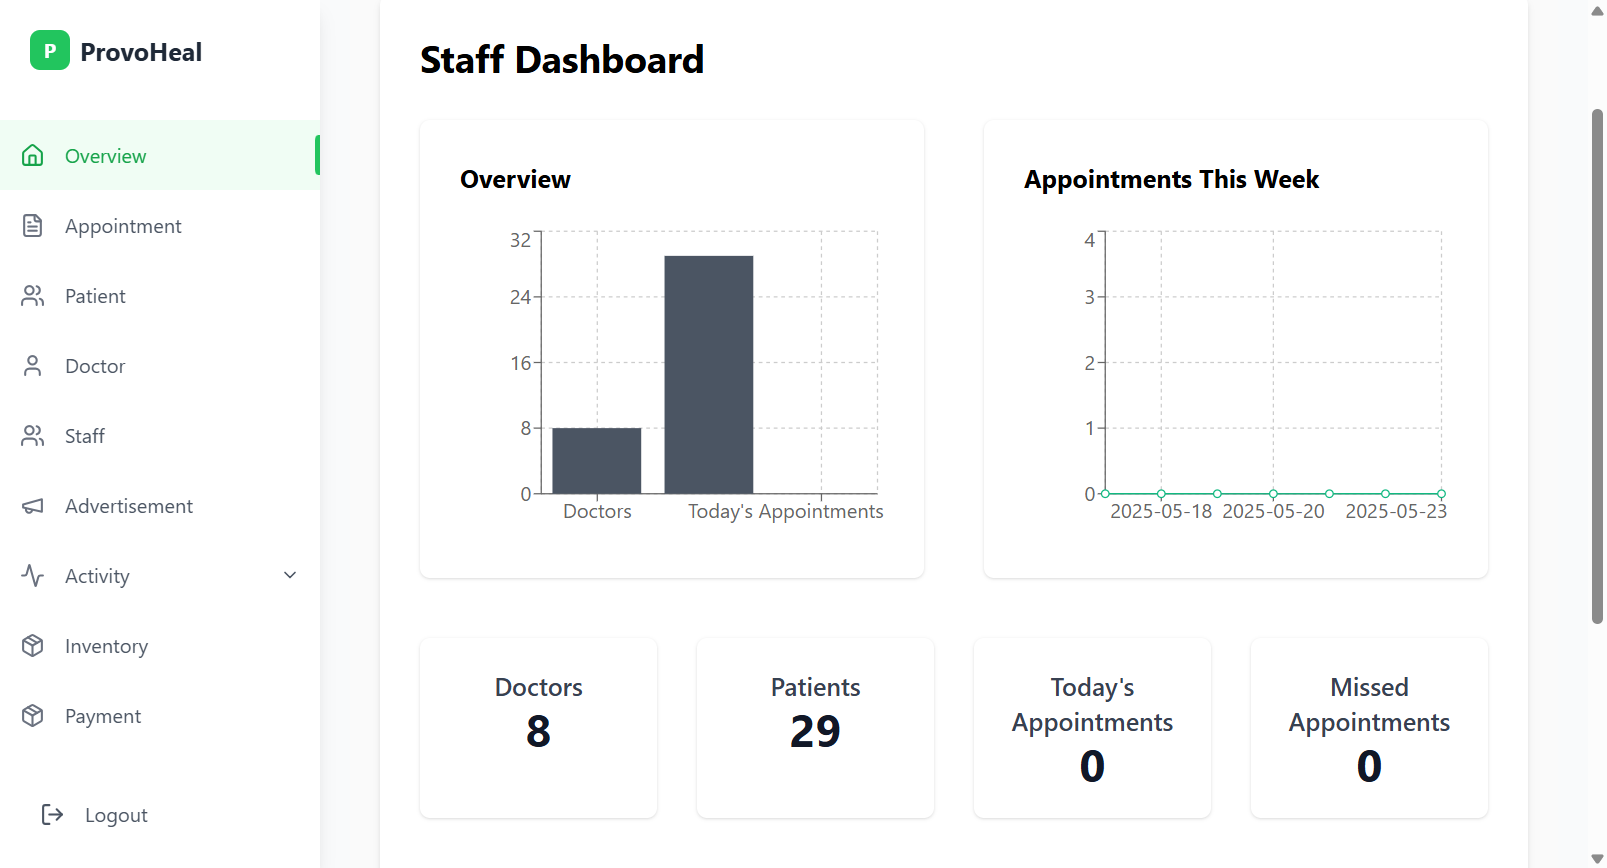 P ProvoHeal
Overview
Appointment
Patient
Doctor
Staff
Advertisement
Activity
Inventory
Payment
Logout
Staff Dashboard
Overview
32
24
16
8
0
Doctors Today's Appointments
Appointments This Week
4
3
2
1
0
2025-05-18 2025-05-20 2025-05-23
Doctors
8
Patients
29
Today's
Appointments
0
Missed
Appointments
0